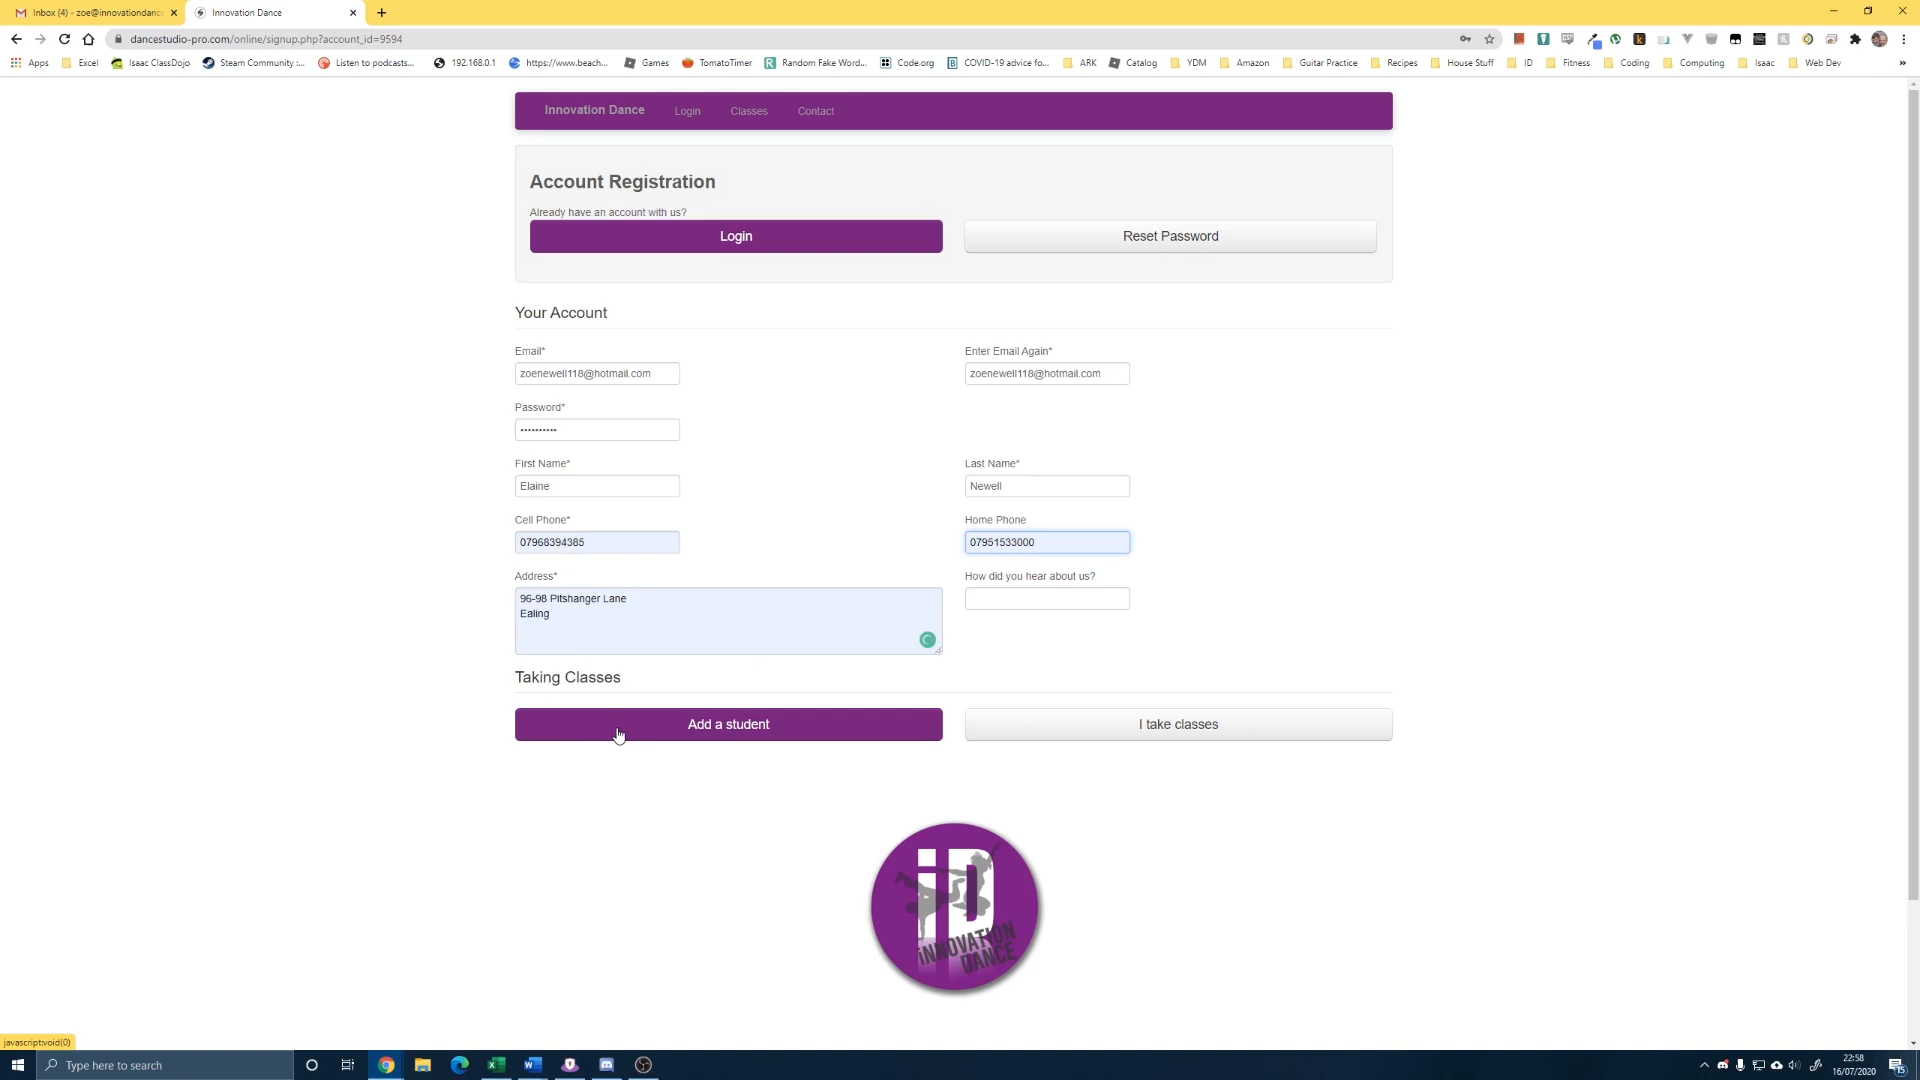 Inbox (4) - zoe@innovationdanc
Innovation Dance
dancestudio-pro.com/online/signup.php?account_id=9594
Apps
Excel
Isaac ClassDojo
Steam Community :...
Listen to podcasts...
192.168.0.1
https://www.beach...
Games
TomatoTimer
Random Fake Word...
Code.org
COVID-19 advice fo...
ARK
Catalog
YDM
Amazon
Guitar Practice
Recipes
House Stuff
ID
Fitness
Coding
Computing
Isaac
Web Dev
»
Innovation Dance
Login
Classes
Contact
Account Registration
Already have an account with us?
Login
Reset Password
Your Account
Email*
Enter Email Again*
zoenewell118@hotmail.com
zoenewell118@hotmail.com
Password*
••••••••••
First Name*
Last Name*
Elaine
Newell
Cell Phone*
Home Phone
07968394385
07951533000
Address*
How did you hear about us?
96-98 Pitshanger Lane
Ealing
Taking Classes
Add a student
I take classes
iD
INNOVATION
DANCE
javascript:void(0)
Type here to search
22:58
16/07/2020
15